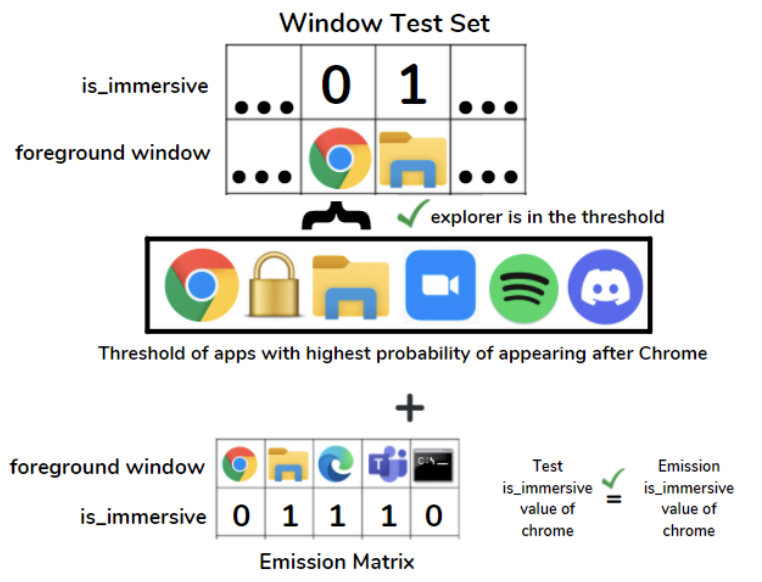 Window Test Set
is_immersive ... 0 1 ...
foreground window ... ...
explorer is in the threshold
Threshold of apps with highest probability of appearing after Chrome
+
foreground window
is_immersive 0 1 1 1 0
Emission Matrix
Test
is_immersive
value of
chrome
=
Emission
is_immersive
value of
chrome